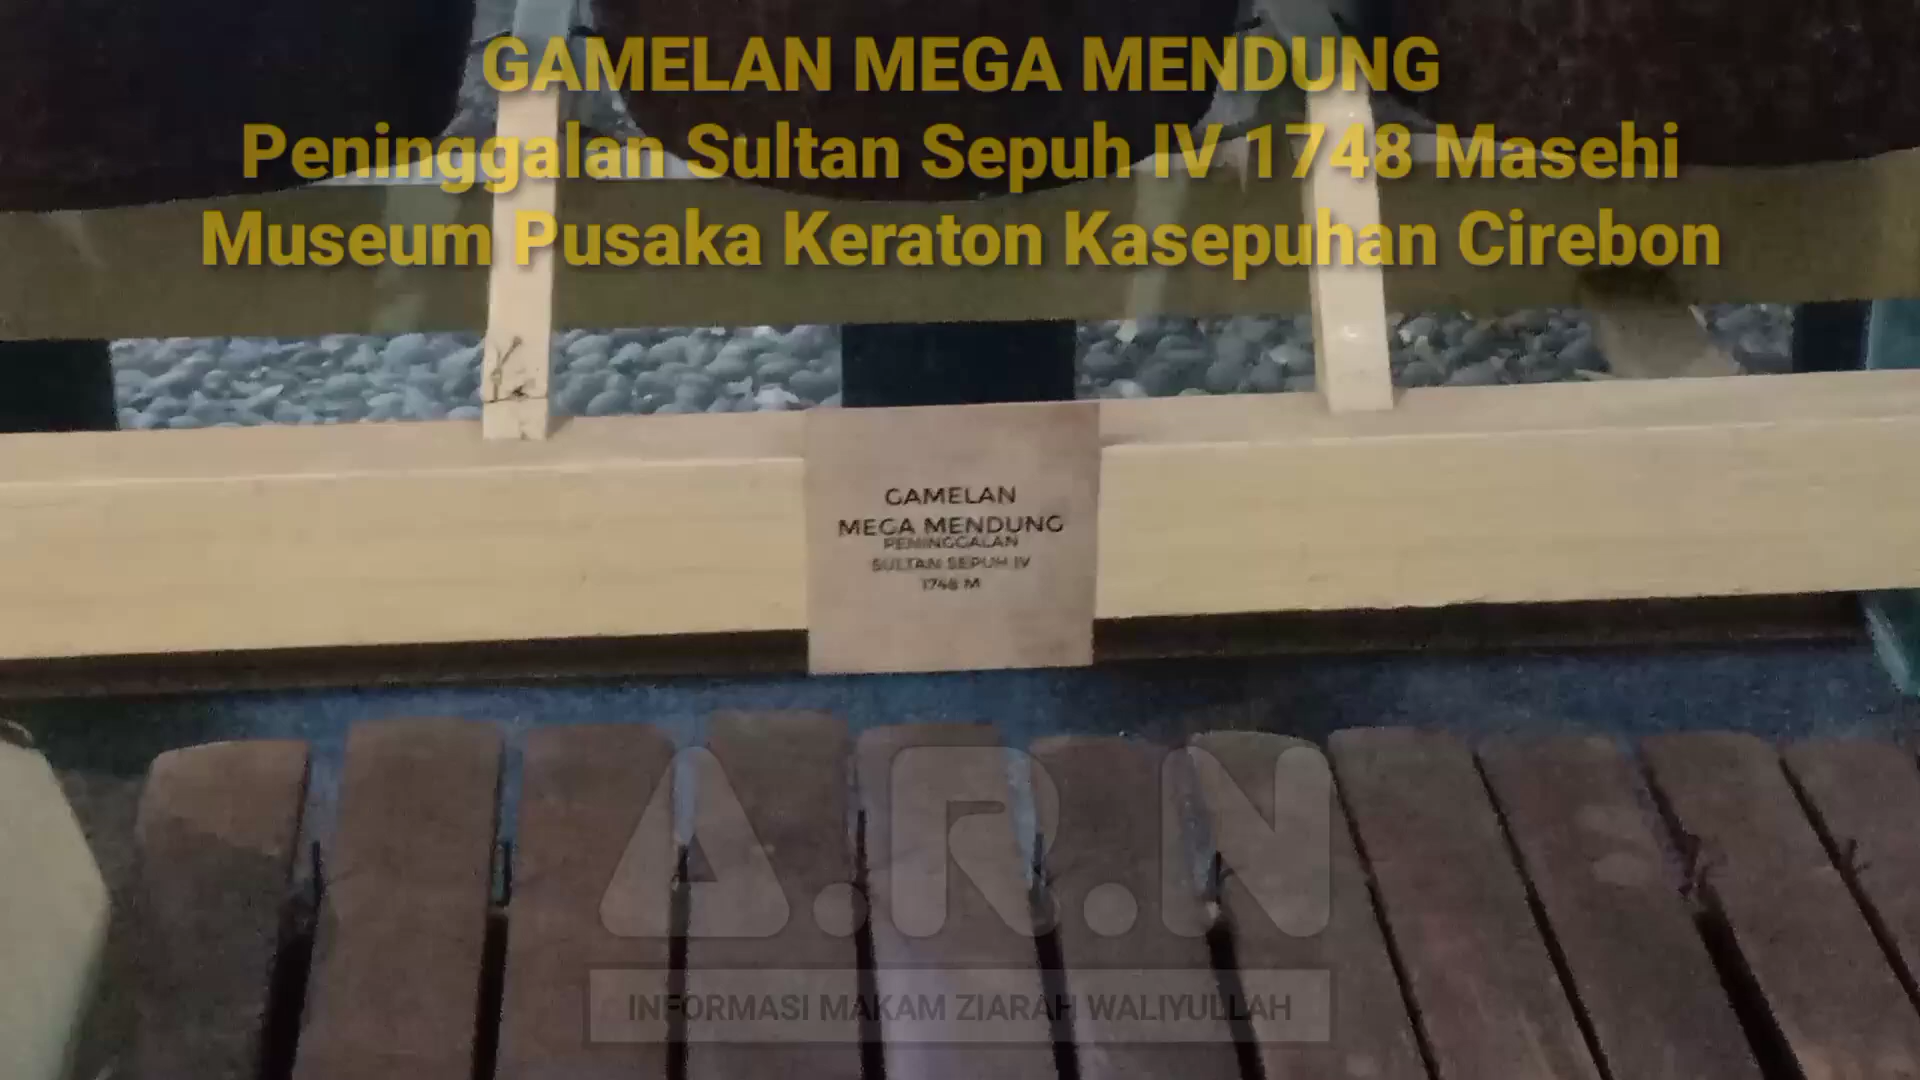 GAMELAN MEGA MENDUNG
Peninggalan Sultan Sepuh IV 1748 Masehi
Museum Pusaka Keraton Kasepuhan Cirebon
GAMELAN
MEGA MENDUNG
PENINGGALAN
SULTAN SEPUH IV
1748 M
A.R.N
INFORMASI MAKAM ZIARAH WALIYULLAH